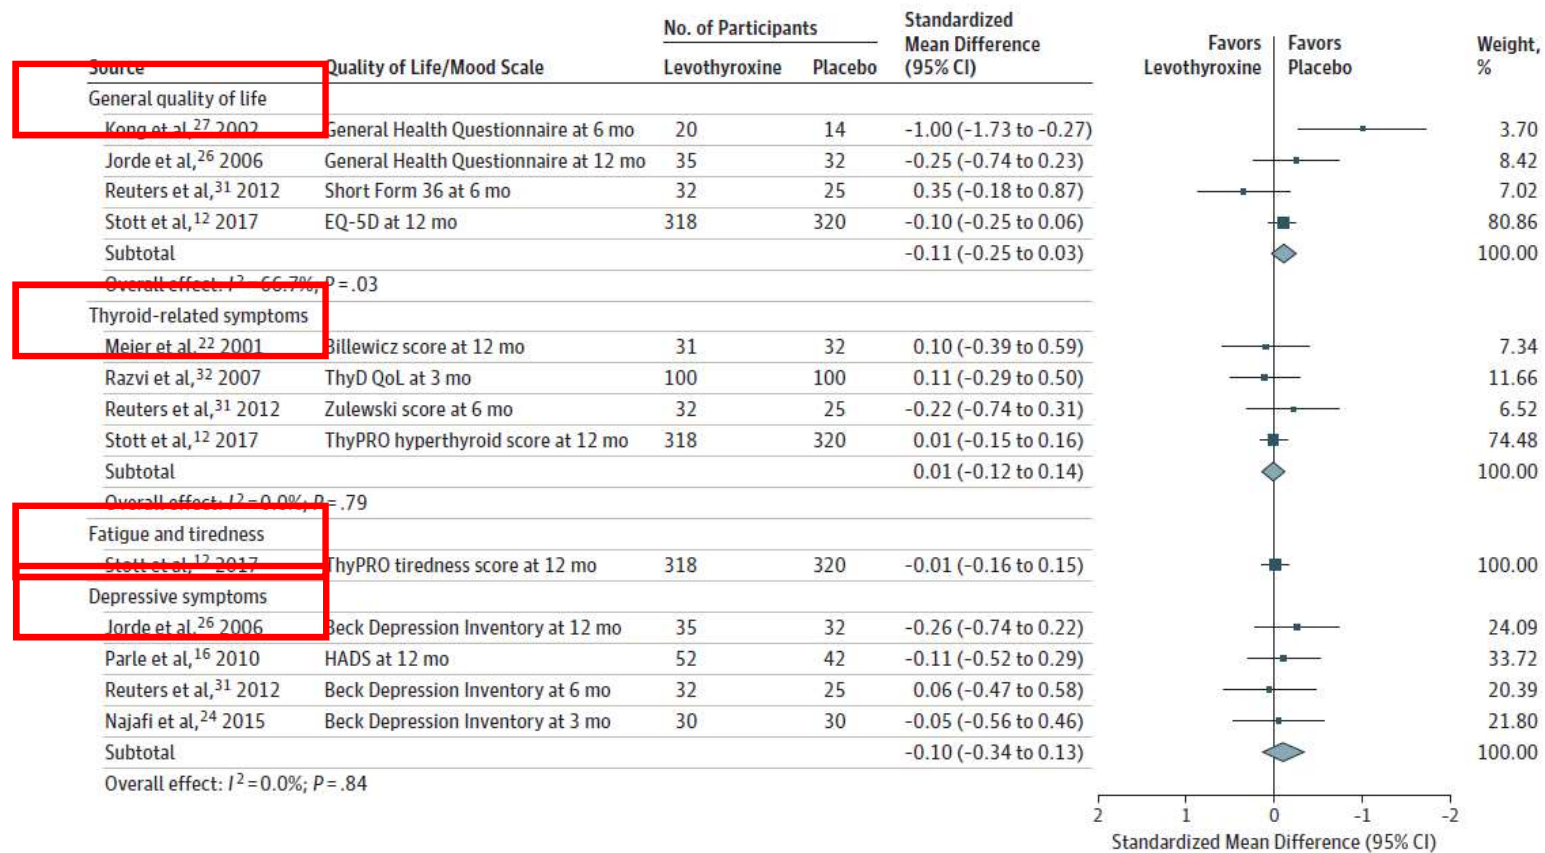 No. of Participants Standardized Mean Difference (95% CI) Favors Levothyroxine Favors Placebo Weight, %
Source Quality of Life/Mood Scale Levothyroxine Placebo
General quality of life
Kong et al,27 2002 General Health Questionnaire at 6 mo 20 14 -1.00 (-1.73 to -0.27) 3.70
Jorde et al,26 2006 General Health Questionnaire at 12 mo 35 32 -0.25 (-0.74 to 0.23) 8.42
Reuters et al,31 2012 Short Form 36 at 6 mo 32 25 0.35 (-0.18 to 0.87) 7.02
Stott et al,12 2017 EQ-5D at 12 mo 318 320 -0.10 (-0.25 to 0.06) 80.86
Subtotal -0.11 (-0.25 to 0.03) 100.00
Overall effect: I2 = 66.7%; P = .03
Thyroid-related symptoms
Meier et al,22 2001 Billewicz score at 12 mo 31 32 0.10 (-0.39 to 0.59) 7.34
Razvi et al,32 2007 ThyD QoL at 3 mo 100 100 0.11 (-0.29 to 0.50) 11.66
Reuters et al,31 2012 Zulewski score at 6 mo 32 25 -0.22 (-0.74 to 0.31) 6.52
Stott et al,12 2017 ThyPRO hyperthyroid score at 12 mo 318 320 0.01 (-0.15 to 0.16) 74.48
Subtotal 0.01 (-0.12 to 0.14) 100.00
Overall effect: I2 = 0.0%; P = .79
Fatigue and tiredness
Stott et al,12 2017 ThyPRO tiredness score at 12 mo 318 320 -0.01 (-0.16 to 0.15) 100.00
Depressive symptoms
Jorde et al,26 2006 Beck Depression Inventory at 12 mo 35 32 -0.26 (-0.74 to 0.22) 24.09
Parle et al,16 2010 HADS at 12 mo 52 42 -0.11 (-0.52 to 0.29) 33.72
Reuters et al,31 2012 Beck Depression Inventory at 6 mo 32 25 0.06 (-0.47 to 0.58) 20.39
Najafi et al,24 2015 Beck Depression Inventory at 3 mo 30 30 -0.05 (-0.56 to 0.46) 21.80
Subtotal -0.10 (-0.34 to 0.13) 100.00
Overall effect: I2 = 0.0%; P = .84
2 1 0 -1 -2
Standardized Mean Difference (95% CI)